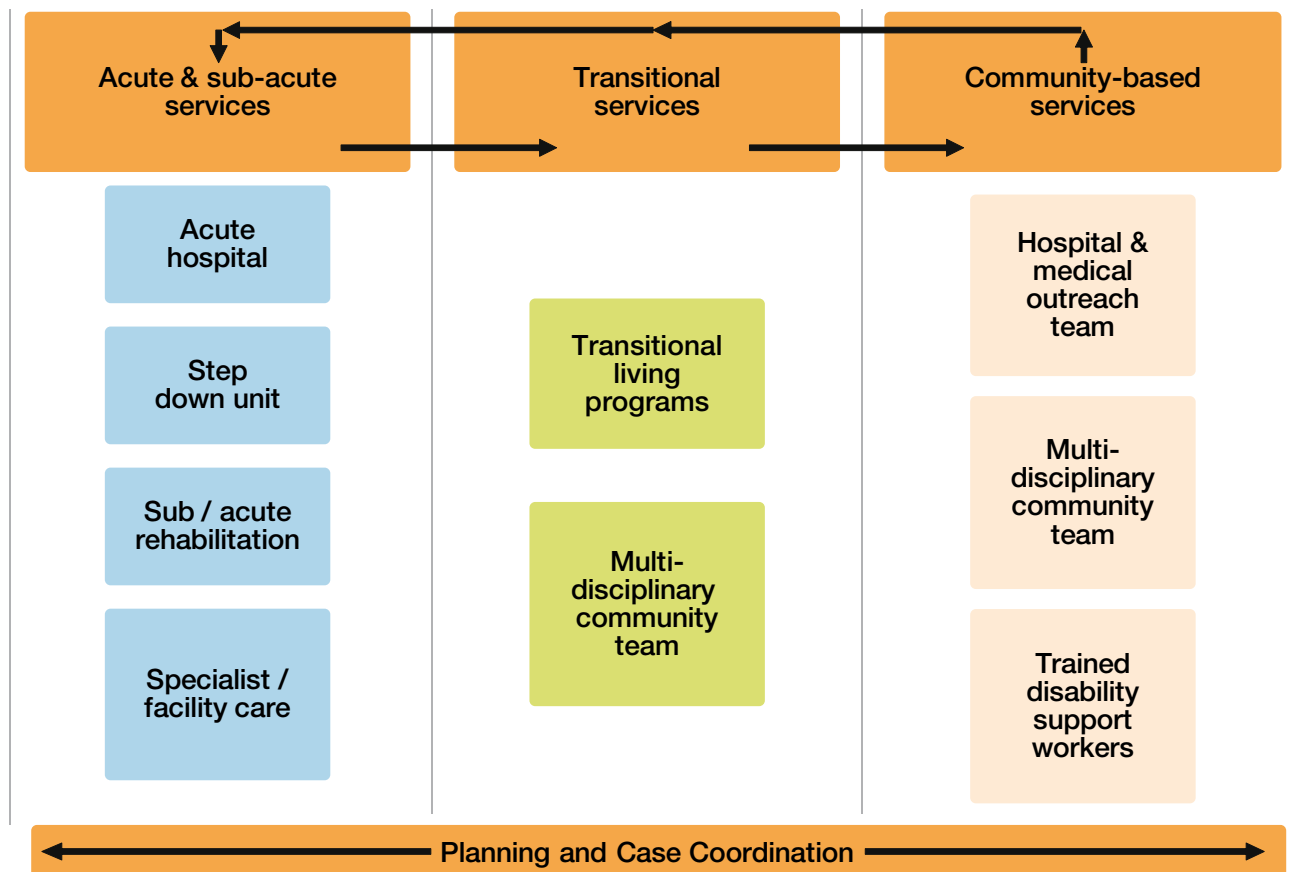 Acute & sub-acute
services
Transitional
services
Community-based
services
Acute
hospital
Step
down unit
Sub / acute
rehabilitation
Specialist /
facility care
Transitional
living
programs
Multi-
disciplinary
community
team
Hospital &
medical
outreach
team
Multi-
disciplinary
community
team
Trained
disability
support
workers
Planning and Case Coordination